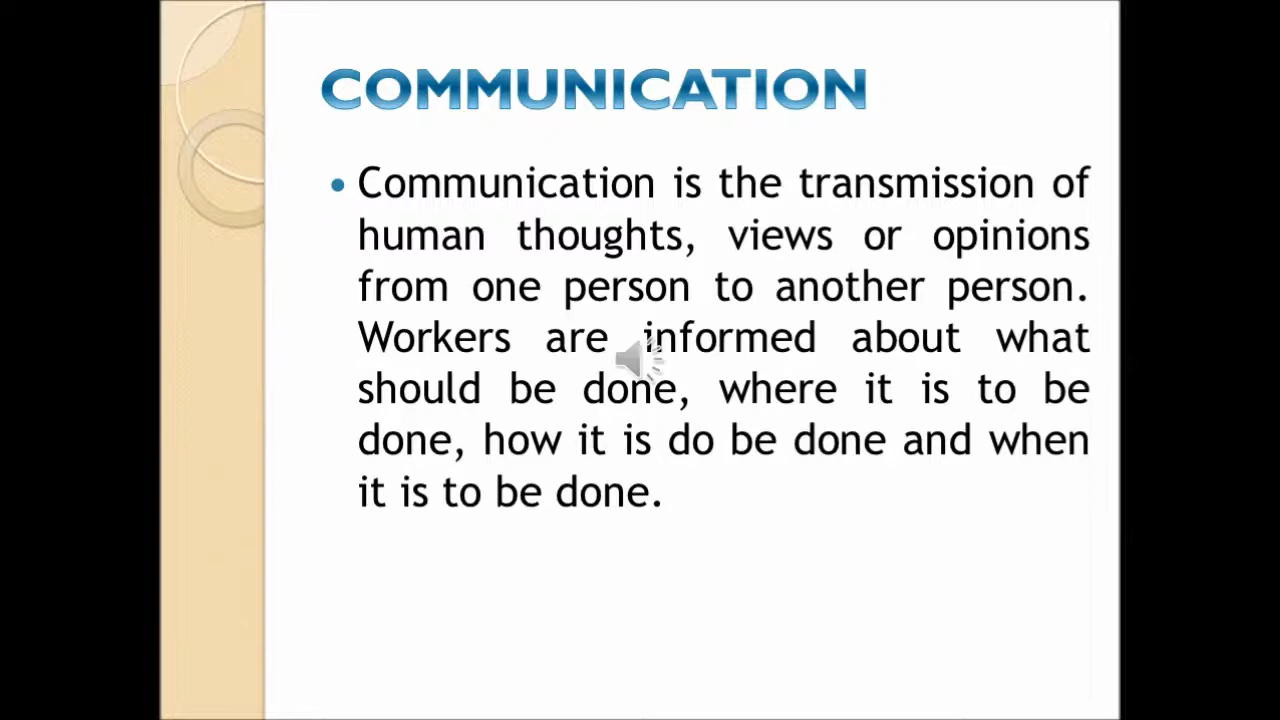 COMMUNICATION
• Communication is the transmission of
human thoughts, views or opinions
from one person to another person.
Workers are informed about what
should be done, where it is to be
done, how it is do be done and when
it is to be done.